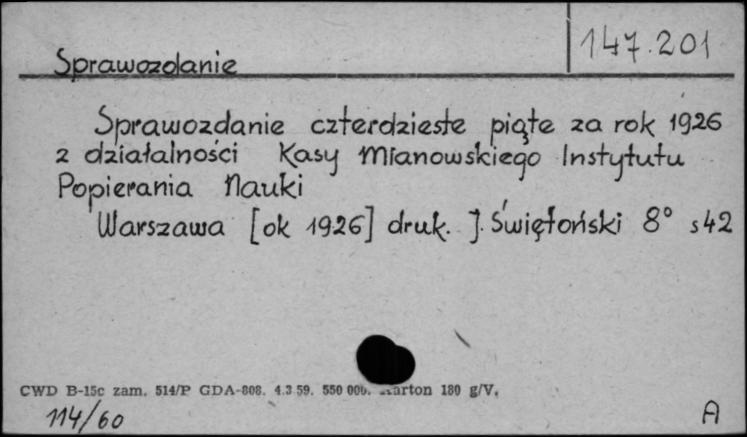 147.201
Sprawozdanie
Sprawozdanie czterdzieste piąte za rok 1926
z działalności Kasy Mianowskiego Instytutu
Popierania Nauki
Warszawa [ok 1926] druk. J. Świętoński 8° s42
CWD B-15c zam. 514/P GDA-808. 4.3 59. 550 000. Karton 180 g/V.
114/60
A